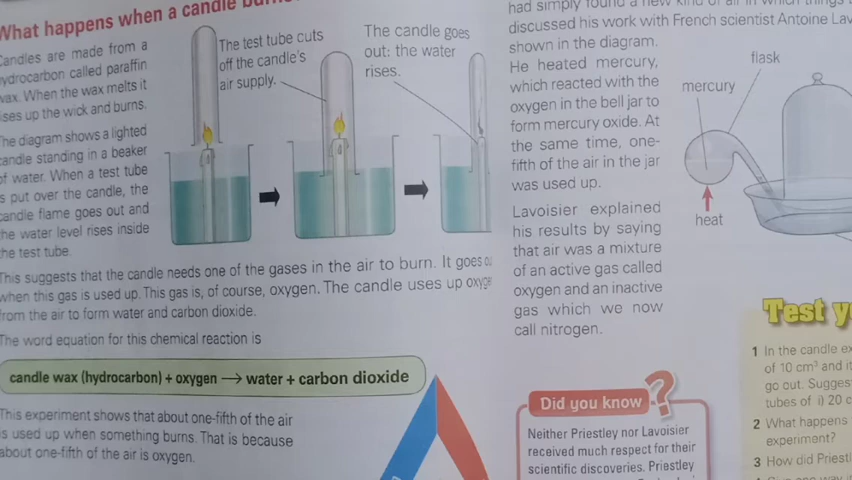 What happens when a candle
Candles are made from a
hydrocarbon called paraffin
wax. When the wax melts it
rises up the wick and burns.
The diagram shows a lighted
candle standing in a beaker
of water. When a test tube
is put over the candle, the
candle flame goes out and
the water level rises inside
the test tube.
The test tube cuts
off the candle's
air supply.
The candle goes
out: the water
rises.
This suggests that the candle needs one of the gases in the air to burn. It goes
when this gas is used up. This gas is, of course, oxygen. The candle uses up
from the air to form water and carbon dioxide.
The word equation for this chemical reaction is
candle wax (hydrocarbon) + oxygen → water + carbon dioxide
This experiment shows that about one-fifth of the air
is used up when something burns. That is because
about one-fifth of the air is oxygen.
had simply found a new kind of air in which things
discussed his work with French scientist Antoine
shown in the diagram.
He heated mercury,
which reacted with the
oxygen in the bell jar to
form mercury oxide. At
the same time, one-
fifth of the air in the jar
was used up.
Lavoisier explained
his results by saying
that air was a mixture
of an active gas called
oxygen and an inactive
gas which we now
call nitrogen.
mercury
flask
heat
Did you know ?
Neither Priestley nor Lavoisier
received much respect for their
scientific discoveries. Priestley
Test
1 In the candle
of 10 cm³ and
go out.
tubes of i) 20
2 What happens
experiment?
3 How did